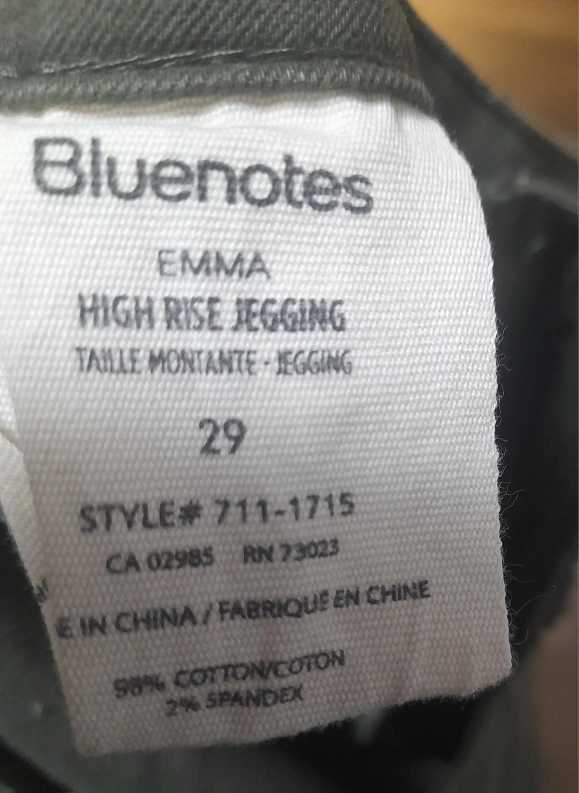 Bluenotes
EMMA
HIGH RISE JEGGING
TAILLE MONTANTE - JEGGING
29
STYLE# 711-1715
CA 02985 RN 73023
E IN CHINA / FABRIQUE EN CHINE
98% COTTON/COTON
2% SPANDEX